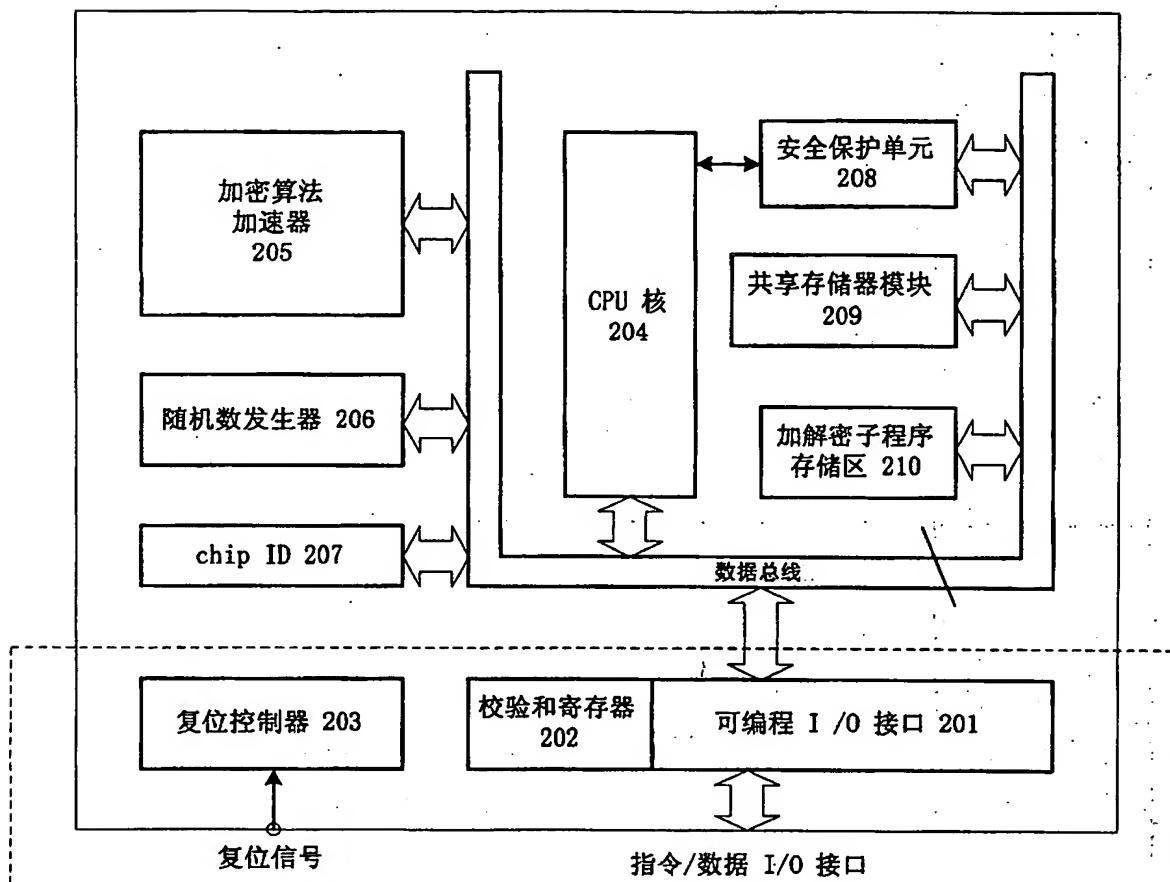 安全保护单元
208
加密算法
加速器
205
共享存储器模块
209
CPU 核
204
随机数发生器 206
加解密子程序
存储区 210
chip ID 207
数据总线
复位控制器 203
校验和寄存器
202
可编程 I /O 接口 201
复位信号
指令/数据 I/O 接口